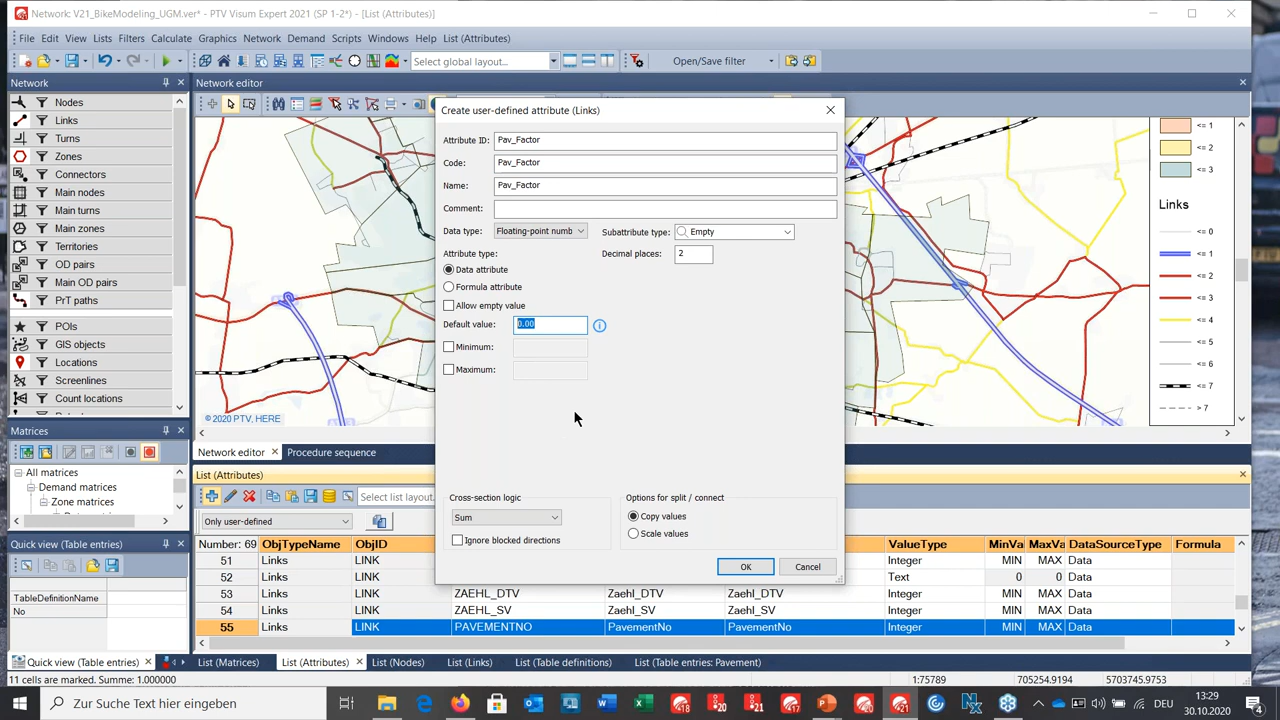 Network: V21_BikeModeling_UGM.ver* - PTV Visum Expert 2021 (SP 1-2*) - [List (Attributes)]
File Edit View Lists Filters Calculate Graphics Network Demand Scripts Windows Help List (Attributes)
Select global layout...
Open/Save filter
Network
Nodes
Links
Turns
Zones
Connectors
Main nodes
Main turns
Main zones
Territories
OD pairs
Main OD pairs
PrT paths
POIs
GIS objects
Locations
Screenlines
Count locations
Matrices
All matrices
Demand matrices
Zone matrices
Quick view (Table entries)
TableDefinitionName
No
Quick view (Table entries)
Network editor
© 2020 PTV, HERE
<= 1
<= 2
<= 3
Links
<= 0
<= 1
<= 2
<= 3
<= 4
<= 5
<= 6
<= 7
> 7
Network editor Procedure sequence
Create user-defined attribute (Links)
Attribute ID: Pav_Factor
Code: Pav_Factor
Name: Pav_Factor
Comment:
Data type: Floating-point numb Subattribute type: Empty
Attribute type: Decimal places: 2
Data attribute
Formula attribute
Allow empty value
Default value: 0.00
Minimum:
Maximum:
Cross-section logic
Sum
Ignore blocked directions
Options for split / connect
Copy values
Scale values
OK Cancel
List (Attributes)
Select list layout
Only user-defined
Number: 69 ObjTypeName ObjID ValueType MinVa MaxVa DataSourceType Formula
51 Links LINK Integer MIN MAX Data
52 Links LINK Text 0 0 Data
53 Links LINK ZAEHL_DTV Zaehl_DTV Zaehl_DTV Integer MIN MAX Data
54 Links LINK ZAEHL_SV Zaehl_SV Zaehl_SV Integer MIN MAX Data
55 Links LINK PAVEMENTNO PavementNo PavementNo Integer MIN MAX Data
List (Matrices) List (Attributes) List (Nodes) List (Links) List (Table definitions) List (Table entries: Pavement)
11 cells are marked. Summe: 1.000000
1:75789 705254.9194 5703745.9753
Zur Suche Text hier eingeben
DEU
13:29
30.10.2020
4